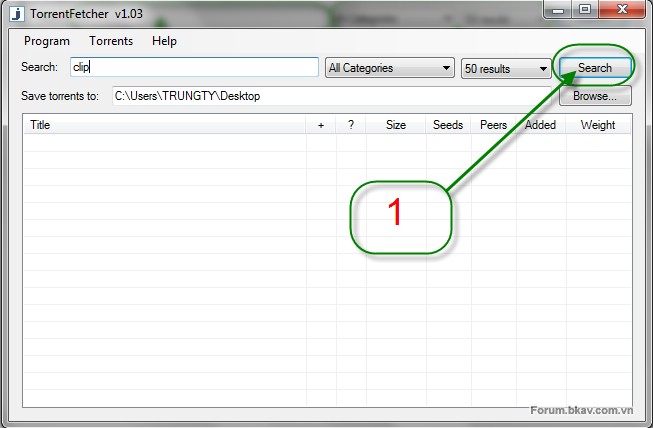 TorrentFetcher v1.03
Program Torrents Help
Search: clip All Categories 50 results Search
Save torrents to: C:\Users\TRUNGTY\Desktop Browse...
Title + ? Size Seeds Peers Added Weight
1
Forum.bkav.com.vn